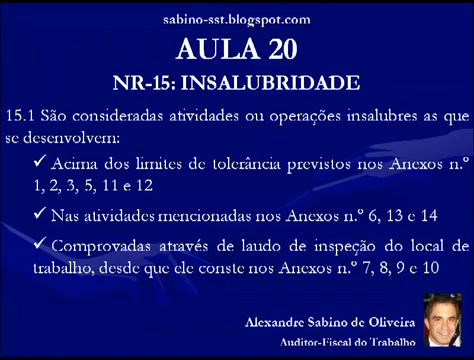 sabino-sst.blogspot.com
AULA 20
NR-15: INSALUBRIDADE
15.1 São consideradas atividades ou operações insalubres as que
se desenvolvem:
✓ Acima dos limites de tolerância previstos nos Anexos n.º
1, 2, 3, 5, 11 e 12
✓ Nas atividades mencionadas nos Anexos n.º 6, 13 e 14
✓ Comprovadas através de laudo de inspeção do local de
trabalho, desde que ele conste nos Anexos n.º 7, 8, 9 e 10
Alexandre Sabino de Oliveira
Auditor-Fiscal do Trabalho